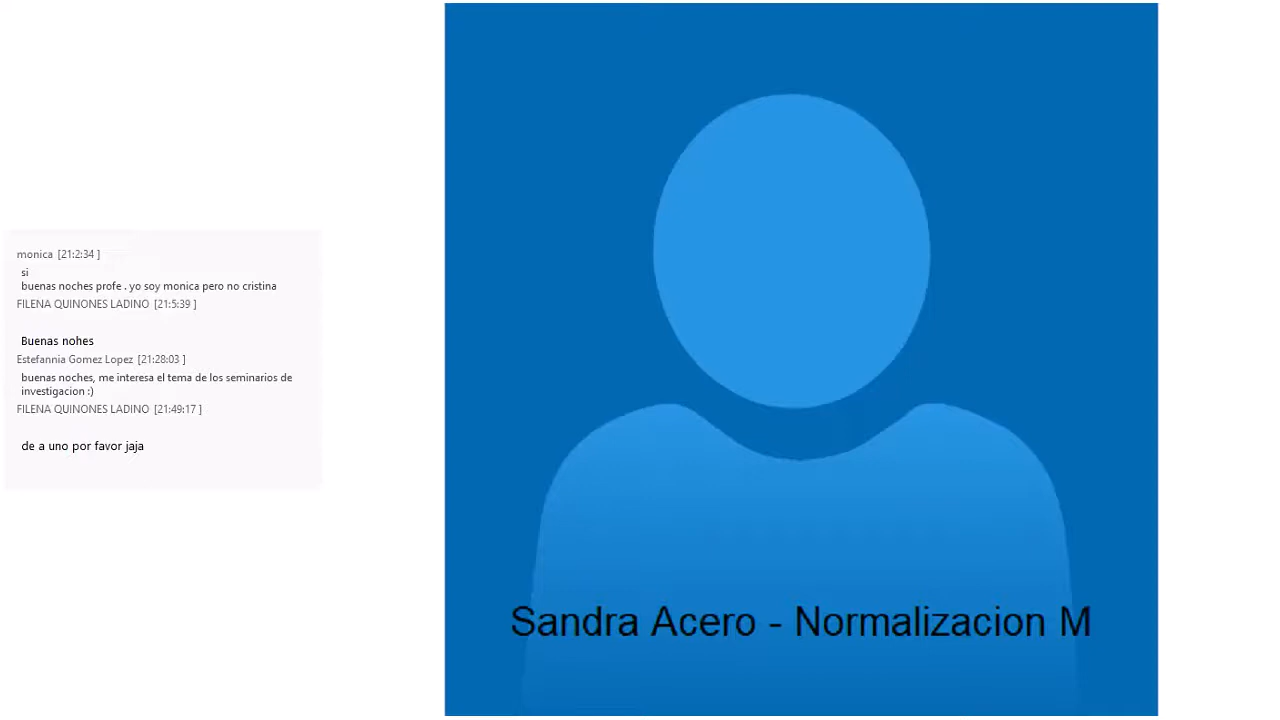 monica [21:2:34 ]
si
buenas noches profe . yo soy monica pero no cristina
FILENA QUINONES LADINO [21:5:39 ]
Buenas nohes
Estefannia Gomez Lopez [21:28:03 ]
buenas noches, me interesa el tema de los seminarios de
investigacion :)
FILENA QUINONES LADINO [21:49:17 ]
de a uno por favor jaja
Sandra Acero - Normalizacion M